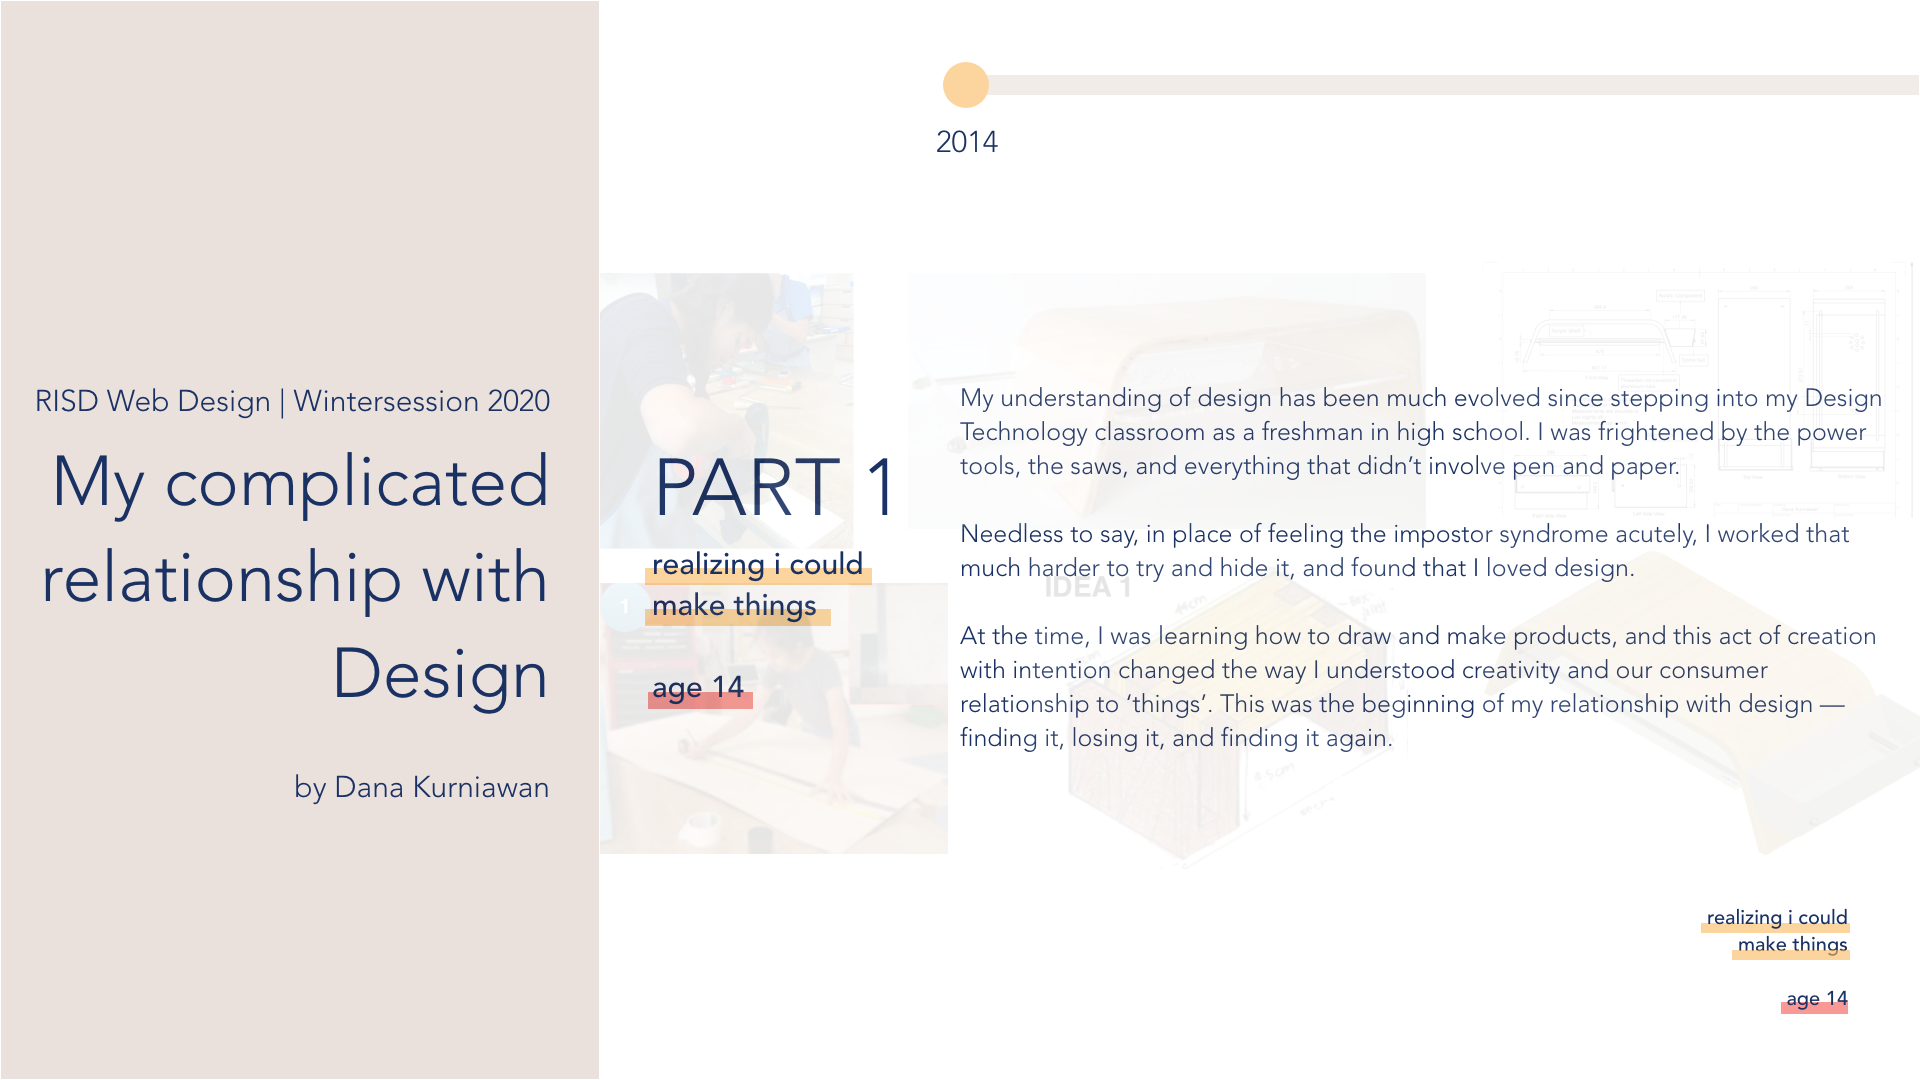 RISD Web Design | Wintersession 2020
My complicated
relationship with
Design
by Dana Kurniawan
2014
PART 1
realizing i could
make things
age 14
My understanding of design has been much evolved since stepping into my Design
Technology classroom as a freshman in high school. I was frightened by the power
tools, the saws, and everything that didn’t involve pen and paper.
Needless to say, in place of feeling the impostor syndrome acutely, I worked that
much harder to try and hide it, and found that I loved design.
At the time, I was learning how to draw and make products, and this act of creation
with intention changed the way I understood creativity and our consumer
relationship to ‘things’. This was the beginning of my relationship with design —
finding it, losing it, and finding it again.
1
IDEA 1
realizing i could
make things
age 14